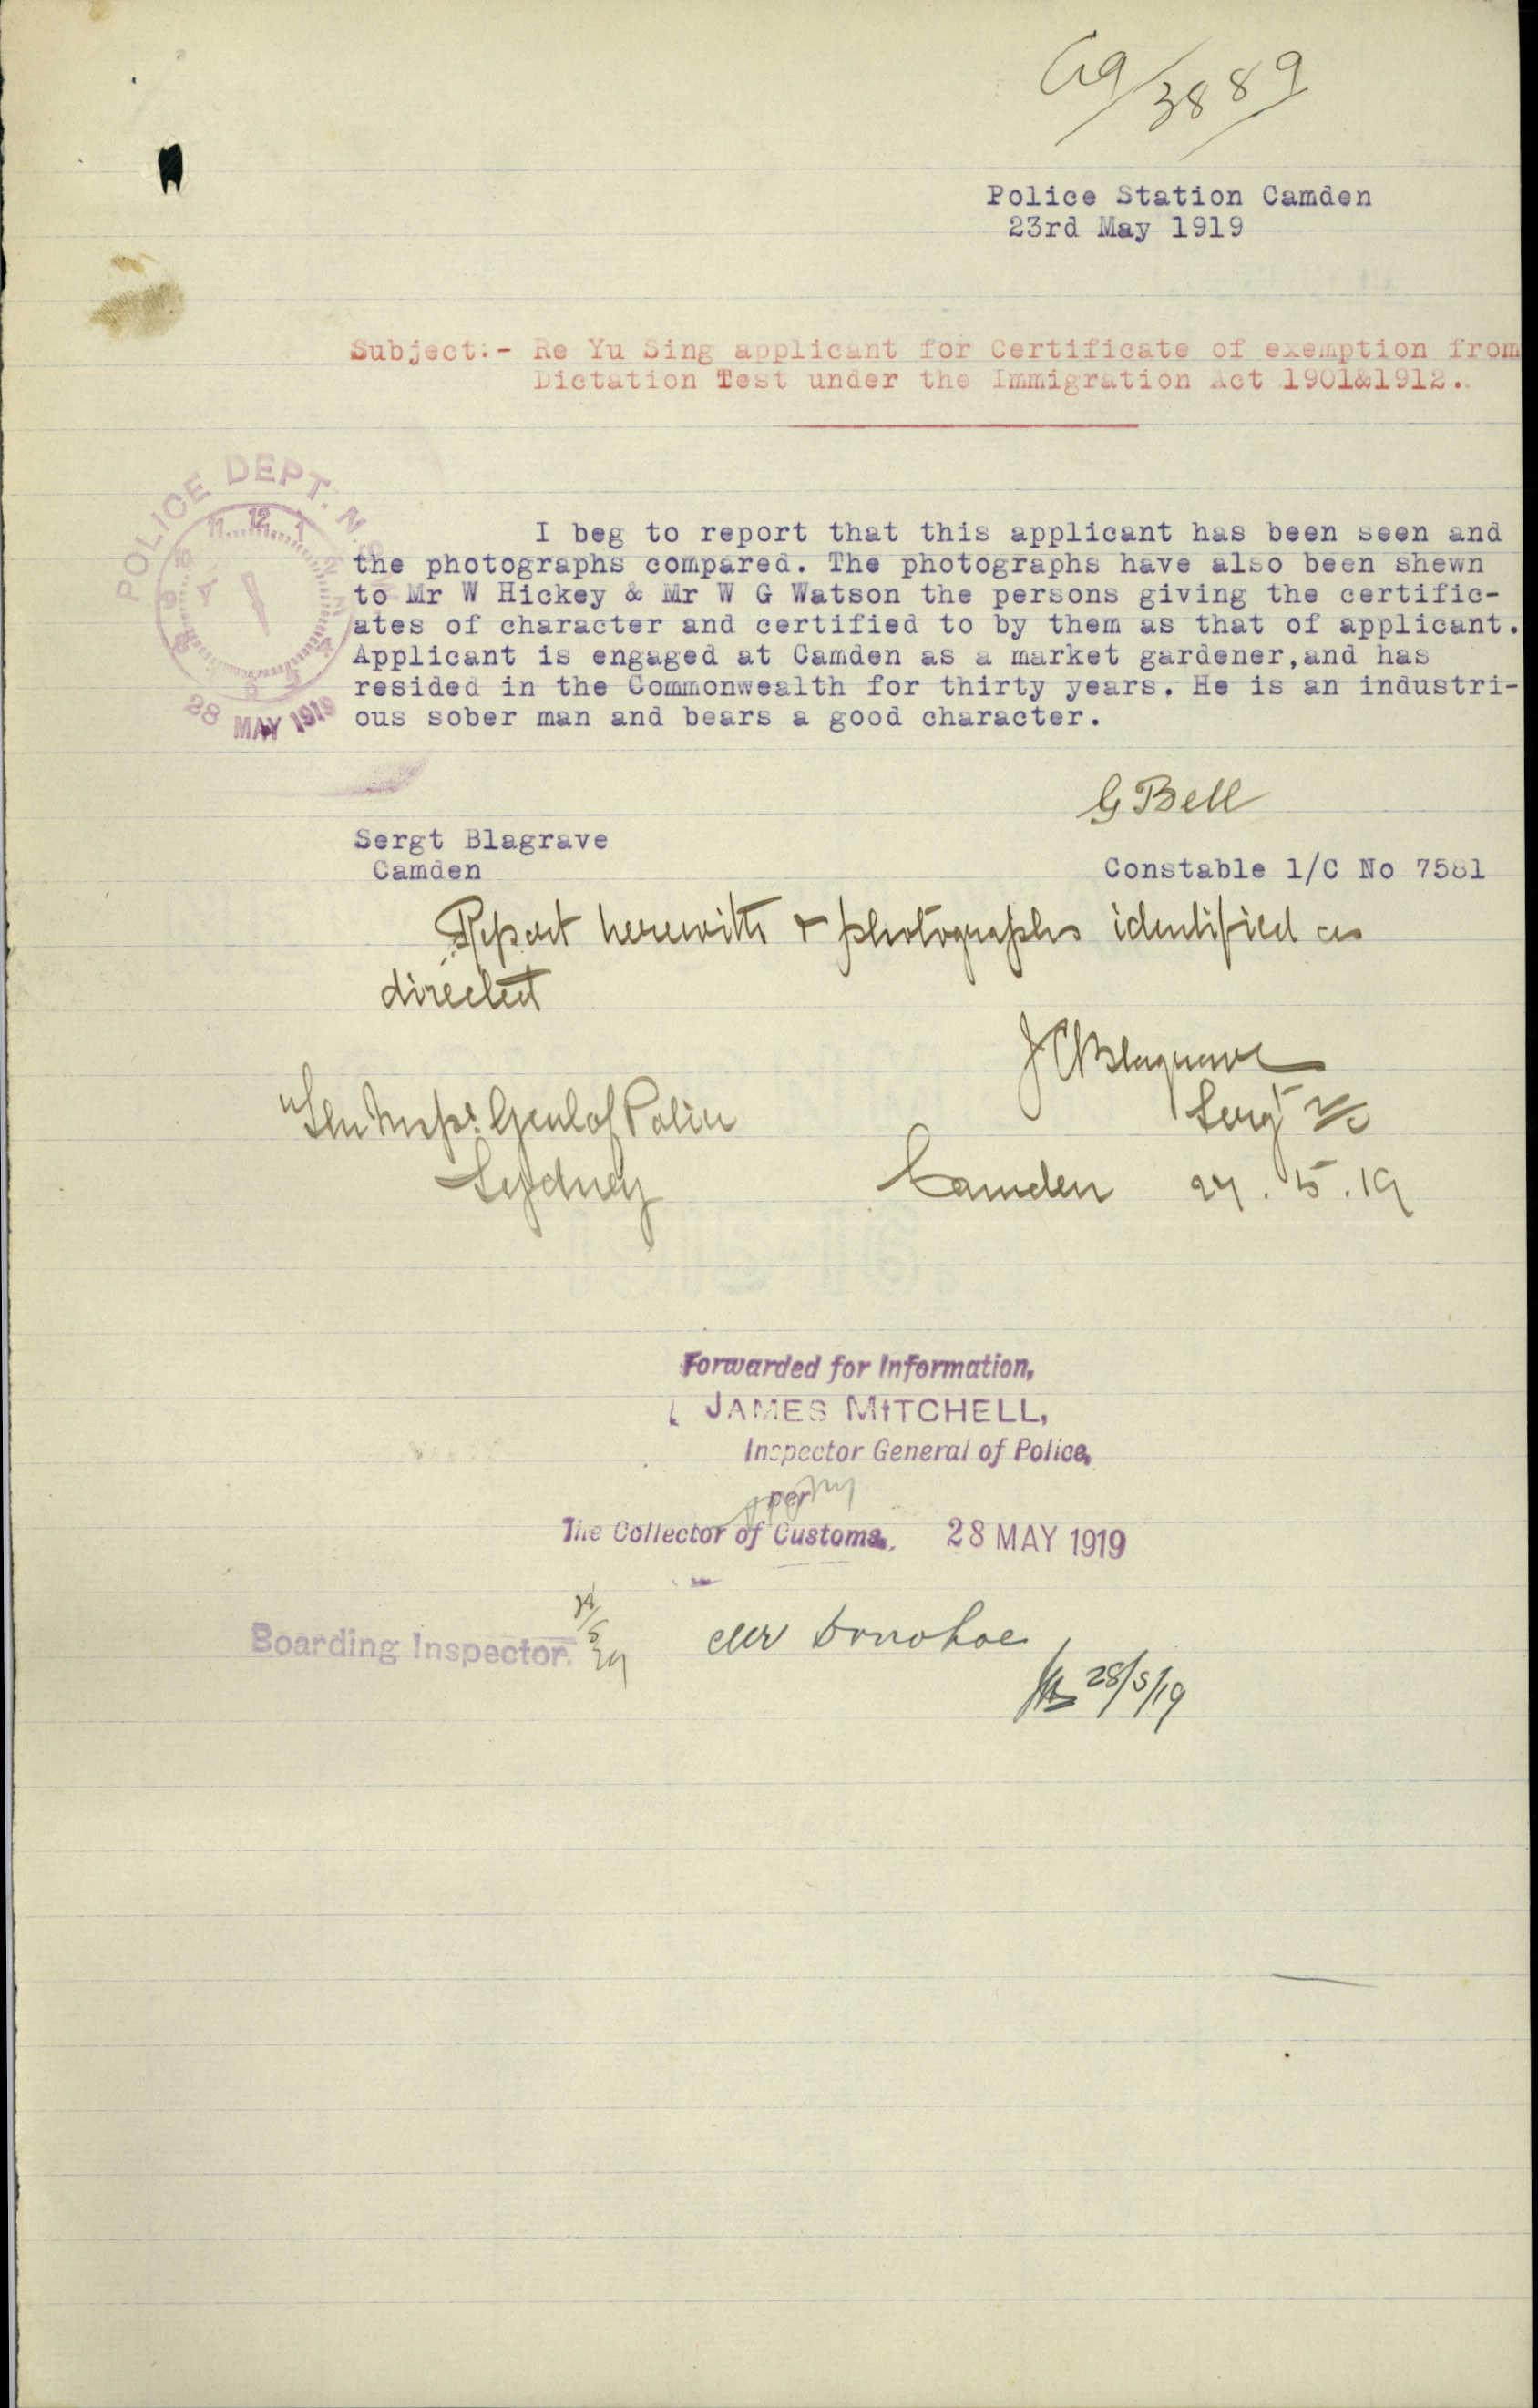 19/3889
Police Station Camden
23rd May 1919
Subject:- Re Yu Sing applicant for Certificate of exemption from
Dictation Test under the Immigration Act 1901&1912.
POLICE DEPT. N.S.W.
28 MAY 1919
I beg to report that this applicant has been seen and
the photographs compared. The photographs have also been shewn
to Mr W Hickey & Mr W G Watson the persons giving the certific-
ates of character and certified to by them as that of applicant.
Applicant is engaged at Camden as a market gardener,and has
resided in the Commonwealth for thirty years. He is an industri-
ous sober man and bears a good character.
G Bell
Sergt Blagrave
Camden
Constable 1/C No 7581
Report herewith & photographs identified as
directed
J C Blagrave
Sergt
The Inspr Genl of Police
Sydney
Camden 27.5.19
Forwarded for Information,
JAMES MITCHELL,
Inspector General of Police,
per
The Collector of Customs. 28 MAY 1919
Boarding Inspector.
Mr Donohoe
28/5/19